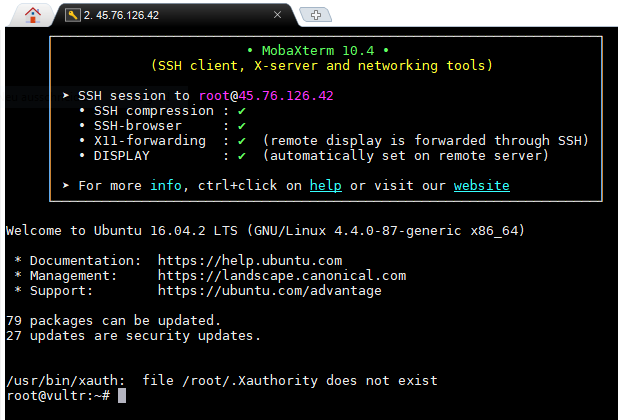 2. 45.76.126.42
• MobaXterm 10.4 •
(SSH client, X-server and networking tools)
➤ SSH session to root@45.76.126.42
• SSH compression : ✔
• SSH-browser     : ✔
• X11-forwarding  : ✔  (remote display is forwarded through SSH)
• DISPLAY         : ✔  (automatically set on remote server)
➤ For more info, ctrl+click on help or visit our website
Welcome to Ubuntu 16.04.2 LTS (GNU/Linux 4.4.0-87-generic x86_64)
* Documentation:  https://help.ubuntu.com
* Management:     https://landscape.canonical.com
* Support:        https://ubuntu.com/advantage
79 packages can be updated.
27 updates are security updates.
/usr/bin/xauth:  file /root/.Xauthority does not exist
root@vultr:~#